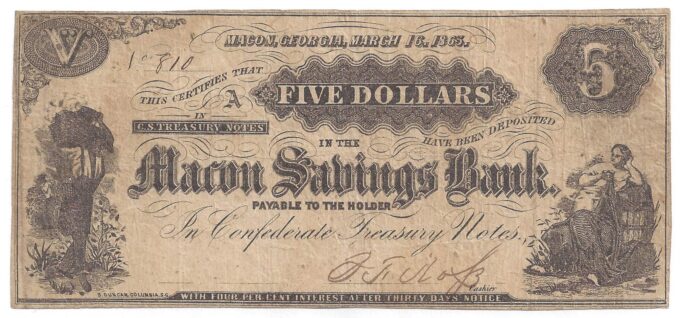 V
MACON, GEORGIA, MARCH 16. 1863.
No 810
5
THIS CERTIFIES THAT
A
FIVE DOLLARS
IN
C.S. TREASURY NOTES
HAVE BEEN DEPOSITED
IN THE
Macon Savings Bank.
PAYABLE TO THE HOLDER
In Confederate Treasury Notes.
Cashier
B. DUNCAN, COLUMBIA, S.C.
WITH FOUR PER CENT INTEREST AFTER THIRTY DAYS NOTICE